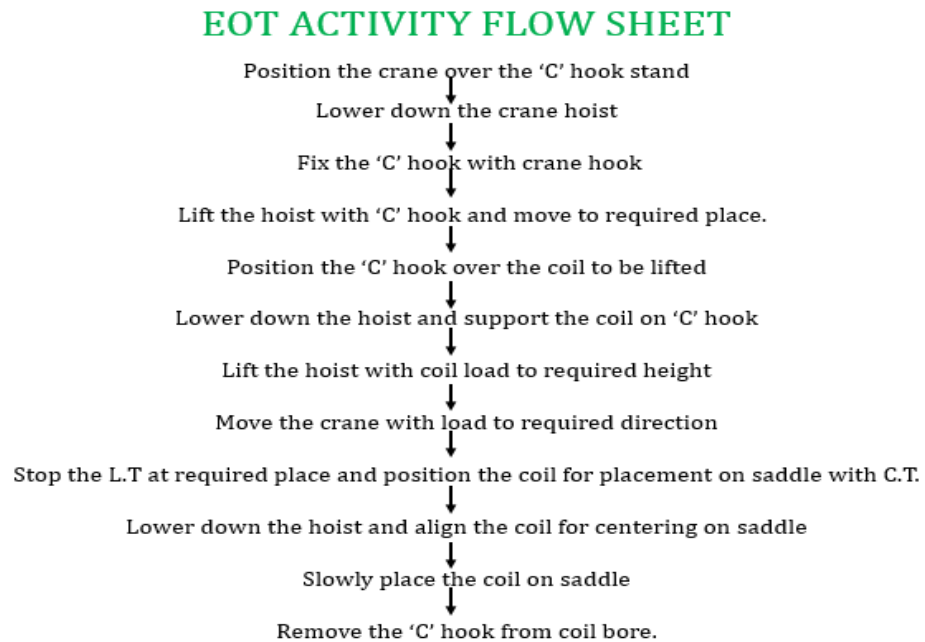 EOT ACTIVITY FLOW SHEET
Position the crane over the ‘C’ hook stand
Lower down the crane hoist
Fix the ‘C’ hook with crane hook
Lift the hoist with ‘C’ hook and move to required place.
Position the ‘C’ hook over the coil to be lifted
Lower down the hoist and support the coil on ‘C’ hook
Lift the hoist with coil load to required height
Move the crane with load to required direction
Stop the L.T at required place and position the coil for placement on saddle with C.T.
Lower down the hoist and align the coil for centering on saddle
Slowly place the coil on saddle
Remove the ‘C’ hook from coil bore.